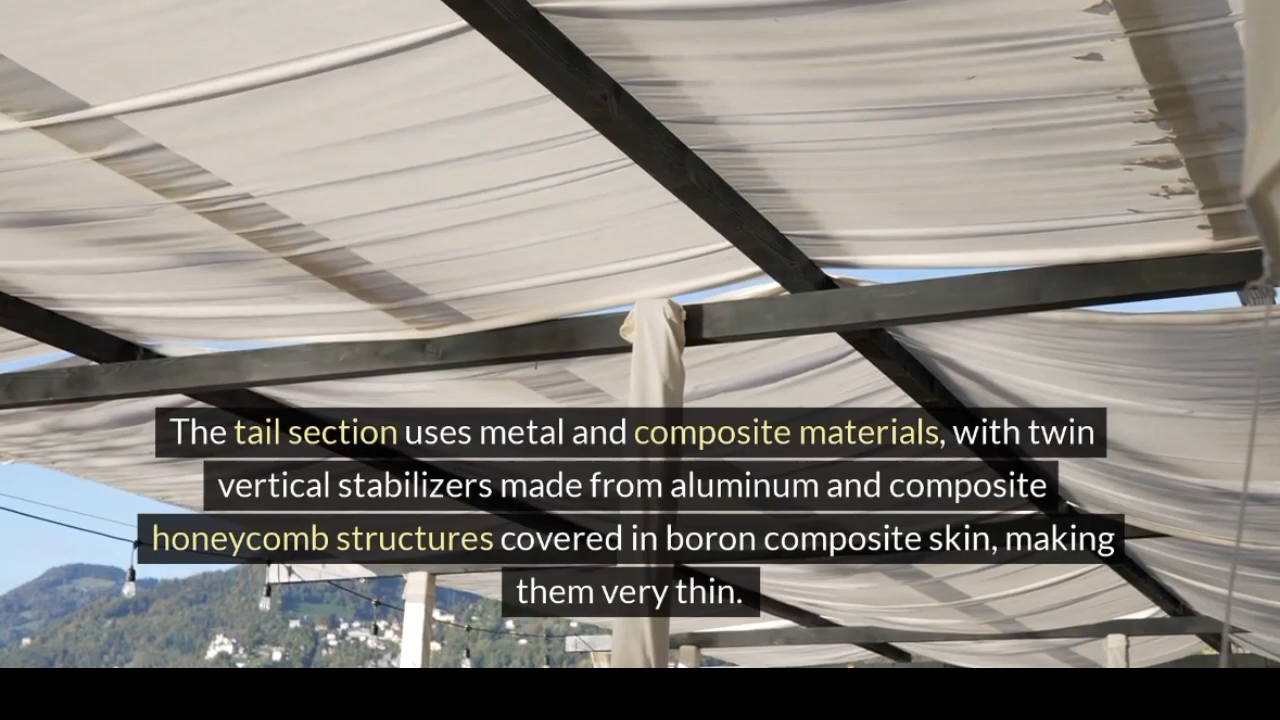 The tail section uses metal and composite materials, with twin
vertical stabilizers made from aluminum and composite
honeycomb structures covered in boron composite skin, making
them very thin.